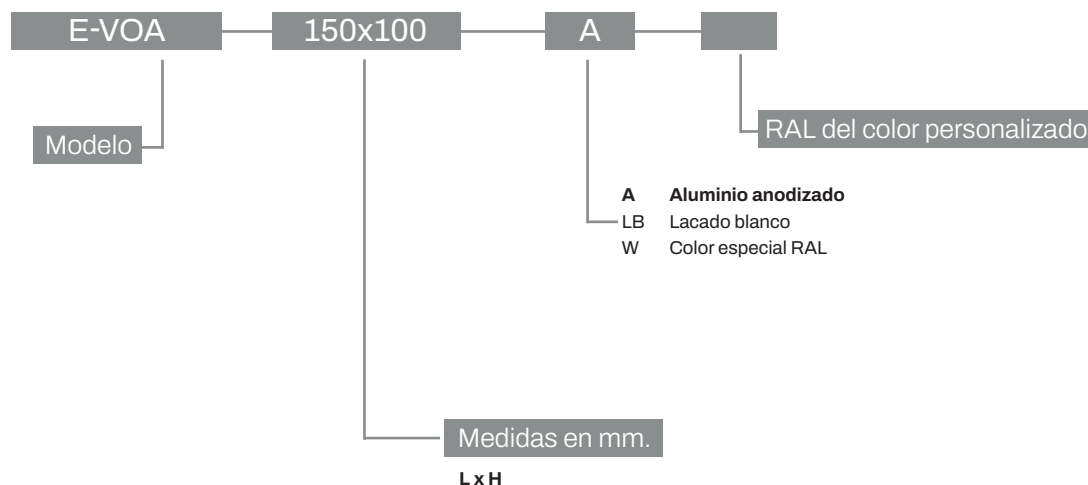 E-VOA 150x100 A
Modelo
RAL del color personalizado
A Aluminio anodizado
LB Lacado blanco
W Color especial RAL
Medidas en mm.
L x H